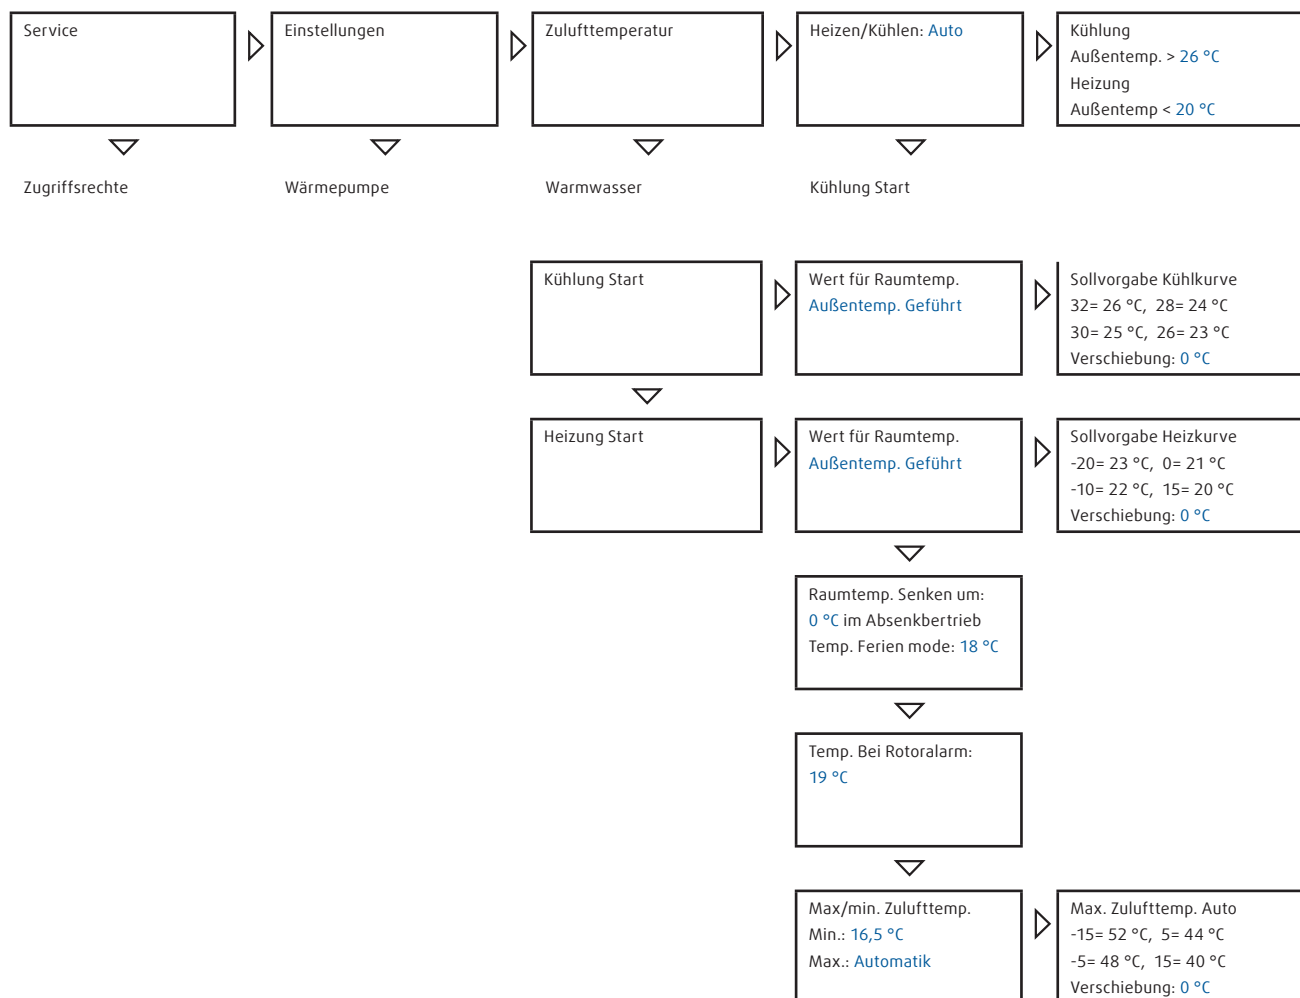 Service
Einstellungen
Zulufttemperatur
Heizen/Kühlen: Auto
Kühlung
Außentemp. > 26 °C
Heizung
Außentemp < 20 °C
Zugriffsrechte
Wärmepumpe
Warmwasser
Kühlung Start
Kühlung Start
Wert für Raumtemp.
Außentemp. Geführt
Sollvorgabe Kühlkurve
32= 26 °C, 28= 24 °C
30= 25 °C, 26= 23 °C
Verschiebung: 0 °C
Heizung Start
Wert für Raumtemp.
Außentemp. Geführt
Sollvorgabe Heizkurve
-20= 23 °C, 0= 21 °C
-10= 22 °C, 15= 20 °C
Verschiebung: 0 °C
Raumtemp. Senken um:
0 °C im Absenkbertrieb
Temp. Ferien mode: 18 °C
Temp. Bei Rotoralarm:
19 °C
Max/min. Zulufttemp.
Min.: 16,5 °C
Max.: Automatik
Max. Zulufttemp. Auto
-15= 52 °C, 5= 44 °C
-5= 48 °C, 15= 40 °C
Verschiebung: 0 °C